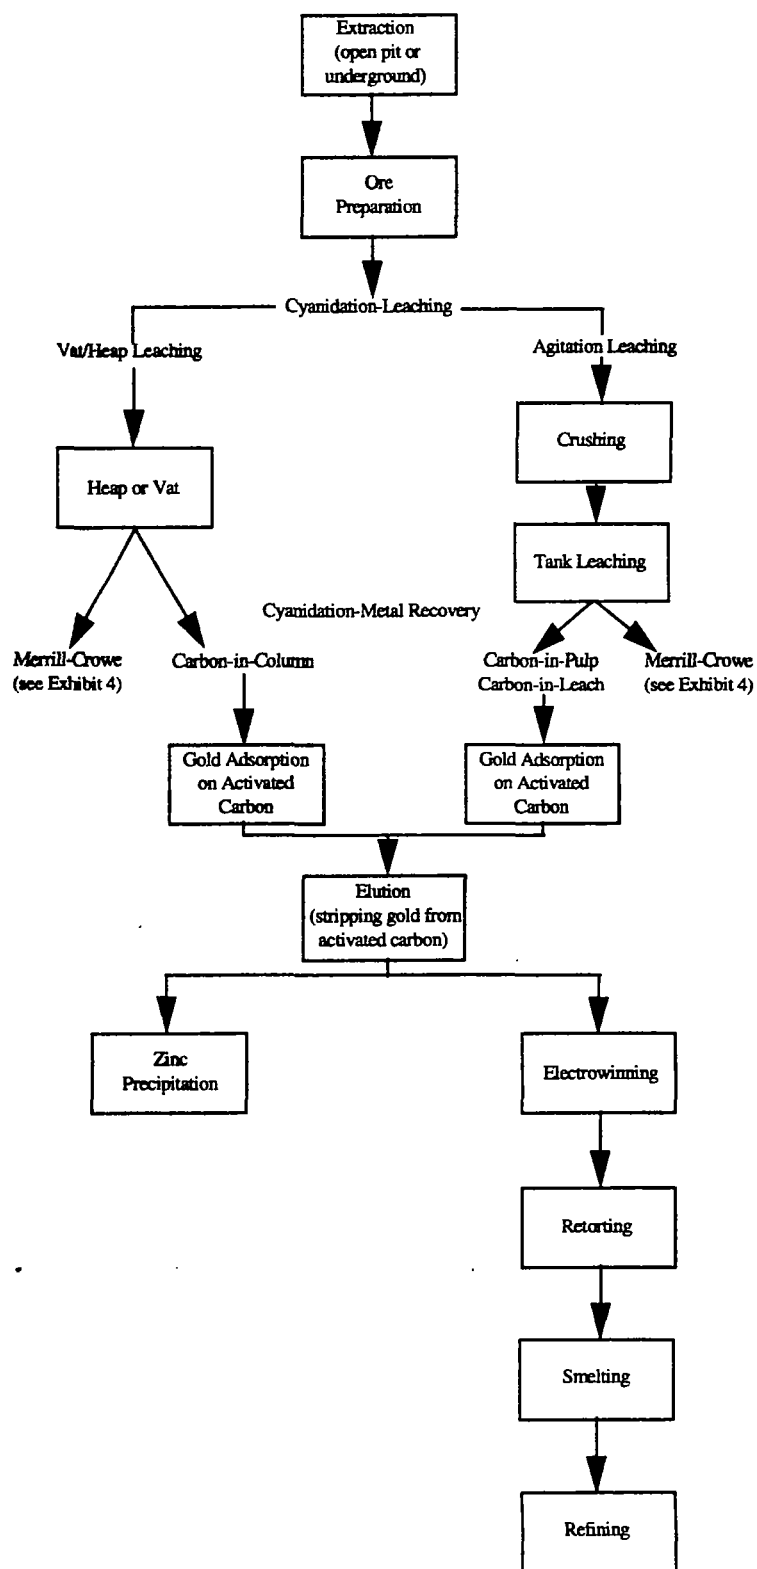 Extraction
(open pit or
underground)
Ore
Preparation
Cyanidation-Leaching
Vat/Heap Leaching
Agitation Leaching
Crushing
Heap or Vat
Tank Leaching
Cyanidation-Metal Recovery
Merrill-Crowe
(see Exhibit 4)
Carbon-in-Column
Carbon-in-Pulp
Carbon-in-Leach
Merrill-Crowe
(see Exhibit 4)
Gold Adsorption
on Activated
Carbon
Gold Adsorption
on Activated
Carbon
Elution
(stripping gold from
activated carbon)
Zinc
Precipitation
Electrowinning
Retorting
Smelting
Refining